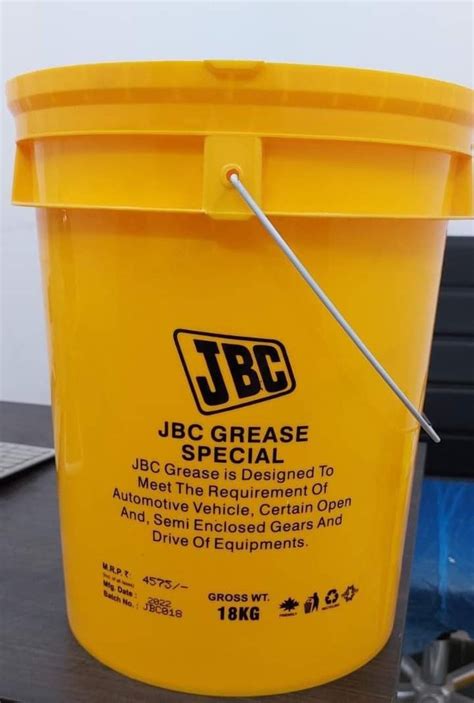 JBC
JBC GREASE
SPECIAL
JBC Grease is Designed To
Meet The Requirement Of
Automotive Vehicle, Certain Open
And, Semi Enclosed Gears And
Drive Of Equipments.
M.R.P. ₹: 4575/-
Mfg. Date : 2022
Batch No. : JBC018
GROSS WT.
18KG